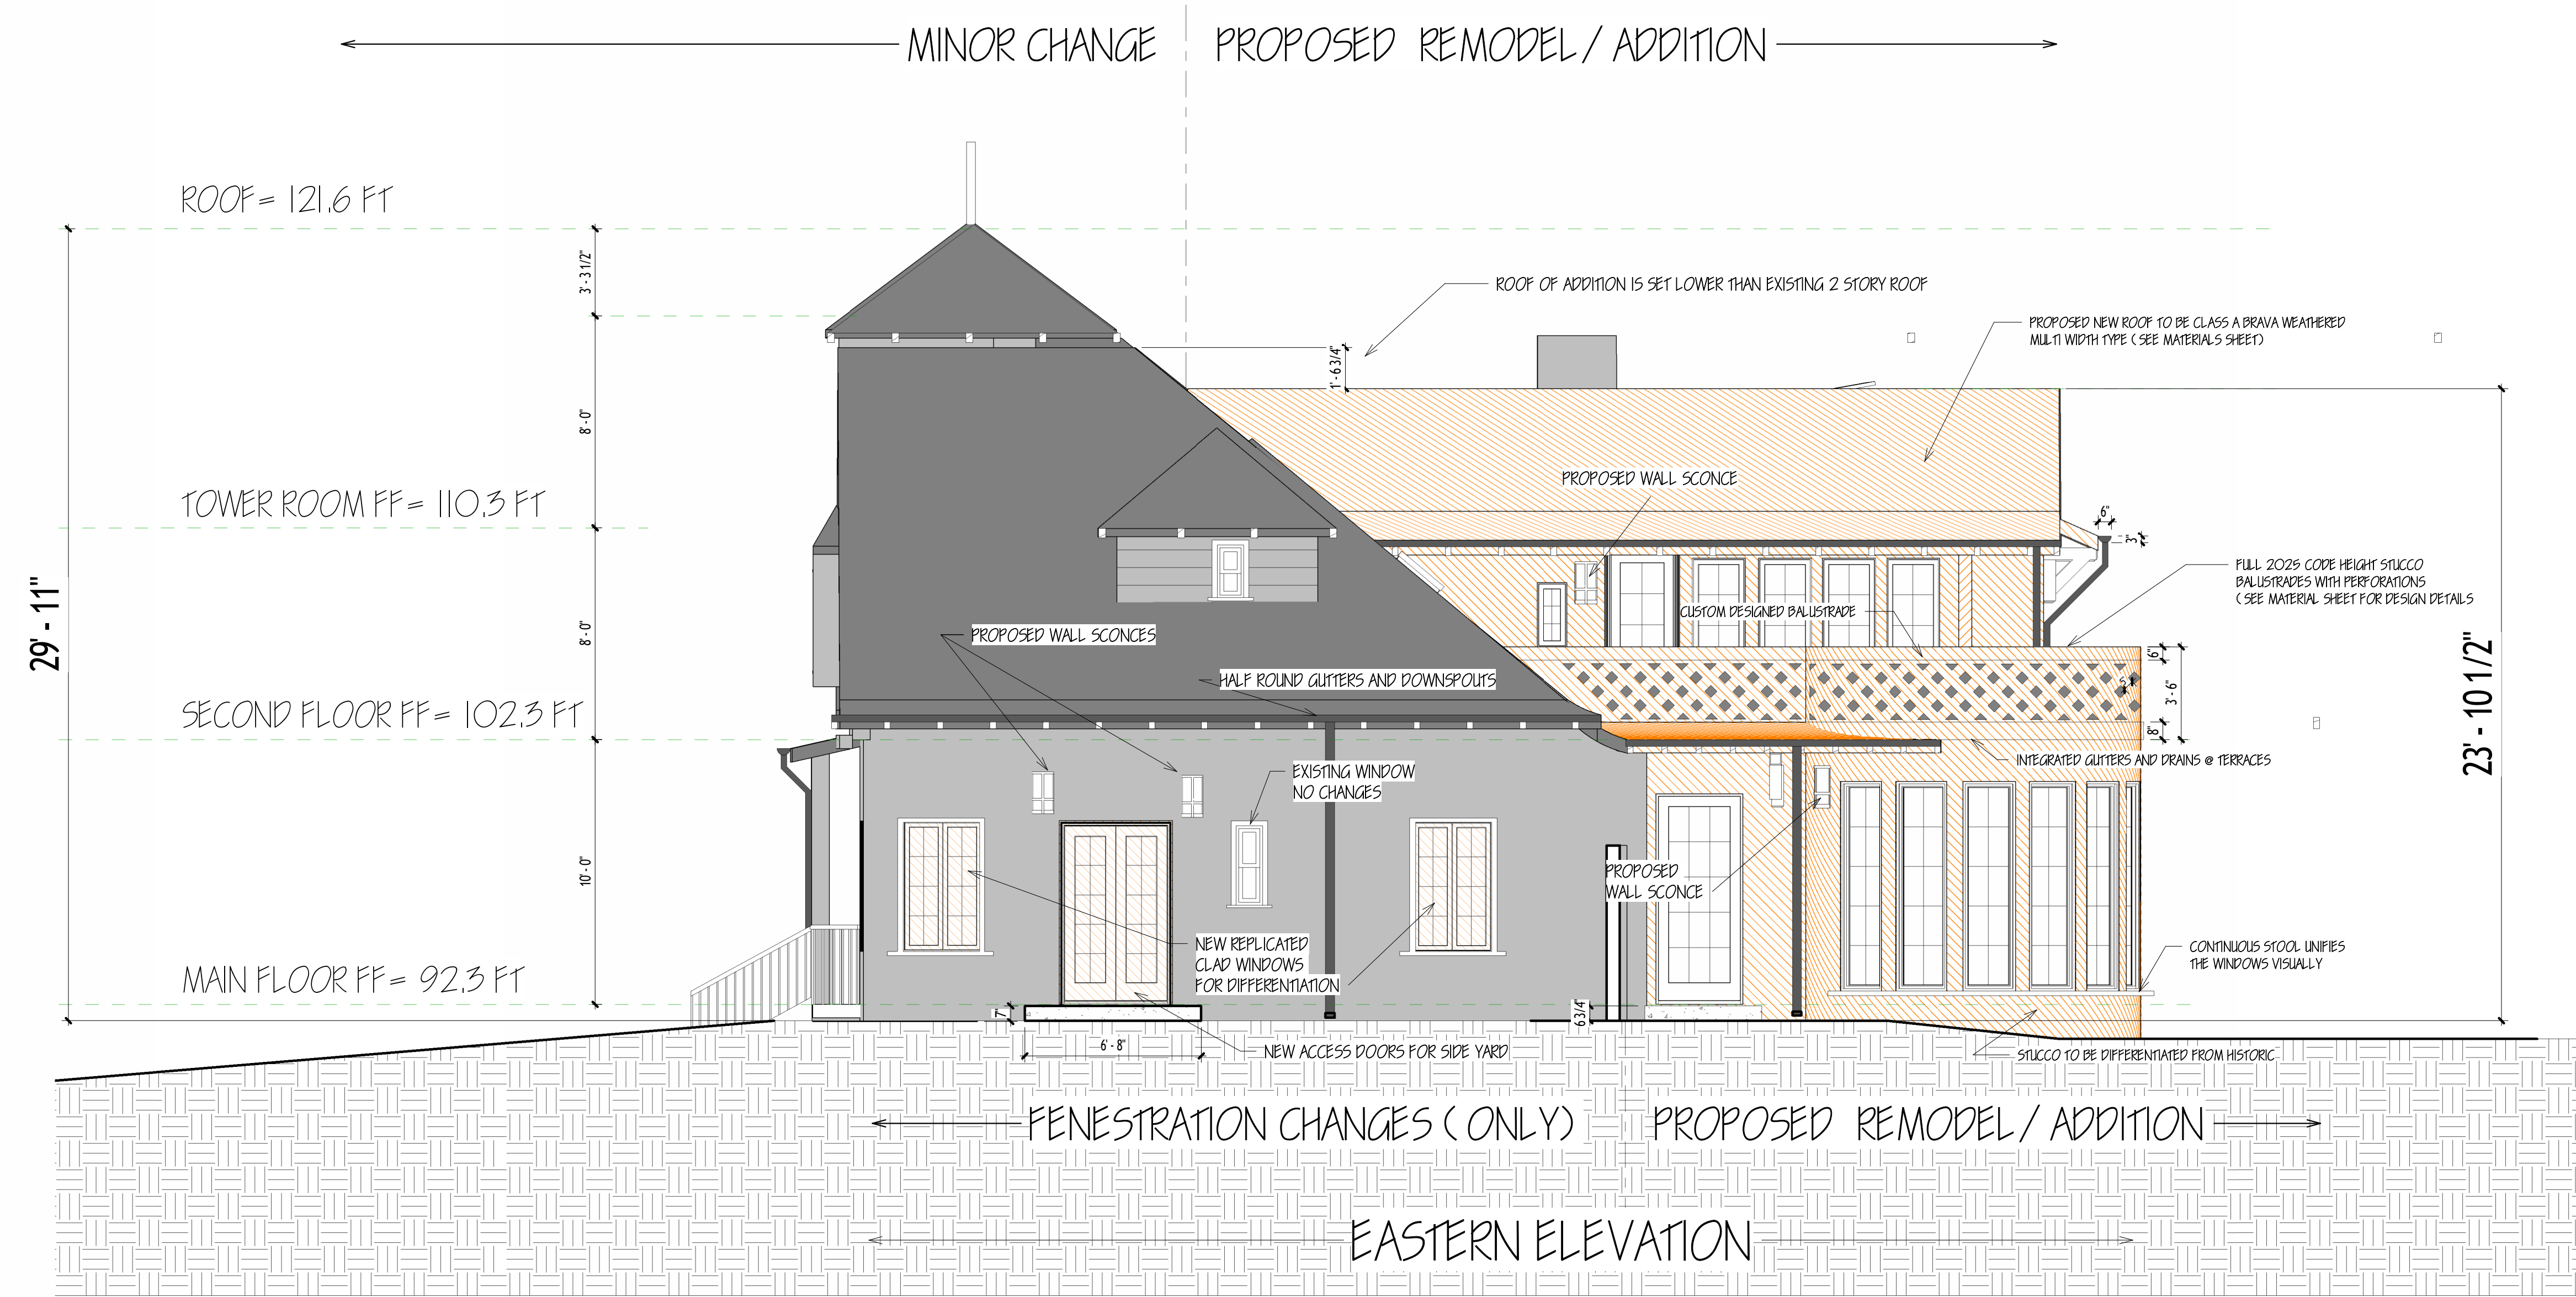 MINOR CHANGE
PROPOSED REMODEL / ADDITION
ROOF= 121.6 FT
3' - 3 1/2"
ROOF OF ADDITION IS SET LOWER THAN EXISTING 2 STORY ROOF
PROPOSED NEW ROOF TO BE CLASS A BRAVA WEATHERED
MULTI WIDTH TYPE ( SEE MATERIALS SHEET)
1' - 6 3/4"
8' - 0"
PROPOSED WALL SCONCE
TOWER ROOM FF= 110.3 FT
6"
3"
FULL 2025 CODE HEIGHT STUCCO
BALUSTRADES WITH PERFORATIONS
( SEE MATERIAL SHEET FOR DESIGN DETAILS
29' - 11"
CUSTOM DESIGNED BALUSTRADE
8' - 0"
PROPOSED WALL SCONCES
6"
HALF ROUND GUTTERS AND DOWNSPOUTS
3' - 6"
23' - 10 1/2"
SECOND FLOOR FF= 102.3 FT
8"
INTEGRATED GUTTERS AND DRAINS @ TERRACES
EXISTING WINDOW
NO CHANGES
10' - 0"
PROPOSED
WALL SCONCE
NEW REPLICATED
CLAD WINDOWS
FOR DIFFERENTIATION
CONTINUOUS STOOL UNIFIES
THE WINDOWS VISUALLY
MAIN FLOOR FF= 92.3 FT
7"
6 3/4"
6' - 8"
NEW ACCESS DOORS FOR SIDE YARD
STUCCO TO BE DIFFERENTIATED FROM HISTORIC
FENESTRATION CHANGES ( ONLY)
PROPOSED REMODEL / ADDITION
EASTERN ELEVATION